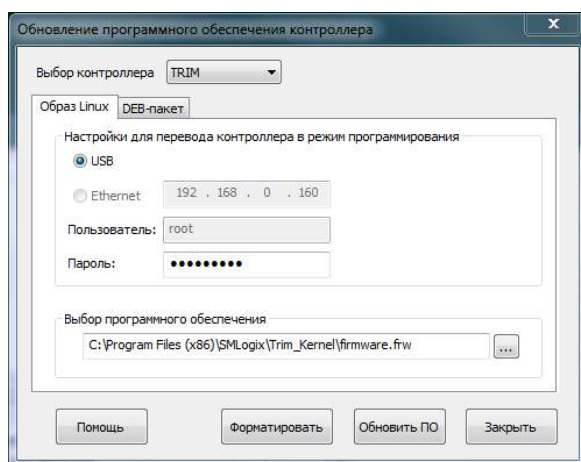 Обновление программного обеспечения контроллера
x
Выбор контроллера TRIM
Образ Linux DEB-пакет
Настройки для перевода контроллера в режим программирования
USB
Ethernet 192 . 168 . 0 . 160
Пользователь: root
Пароль: •••••••••
Выбор программного обеспечения
C:\Program Files (x86)\SMLogix\Trim_Kernel\firmware.frw ...
Помощь Форматировать Обновить ПО Закрыть